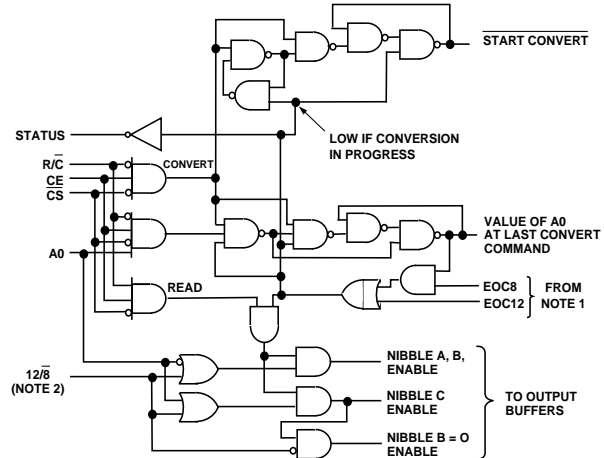 START CONVERT
STATUS
LOW IF CONVERSION
IN PROGRESS
R/C
CONVERT
CE
CS
VALUE OF A0
AT LAST CONVERT
COMMAND
A0
READ
EOC8
EOC12
FROM
NOTE 1
NIBBLE A, B,
ENABLE
12/8
(NOTE 2)
NIBBLE C
ENABLE
TO OUTPUT
BUFFERS
NIBBLE B = O
ENABLE